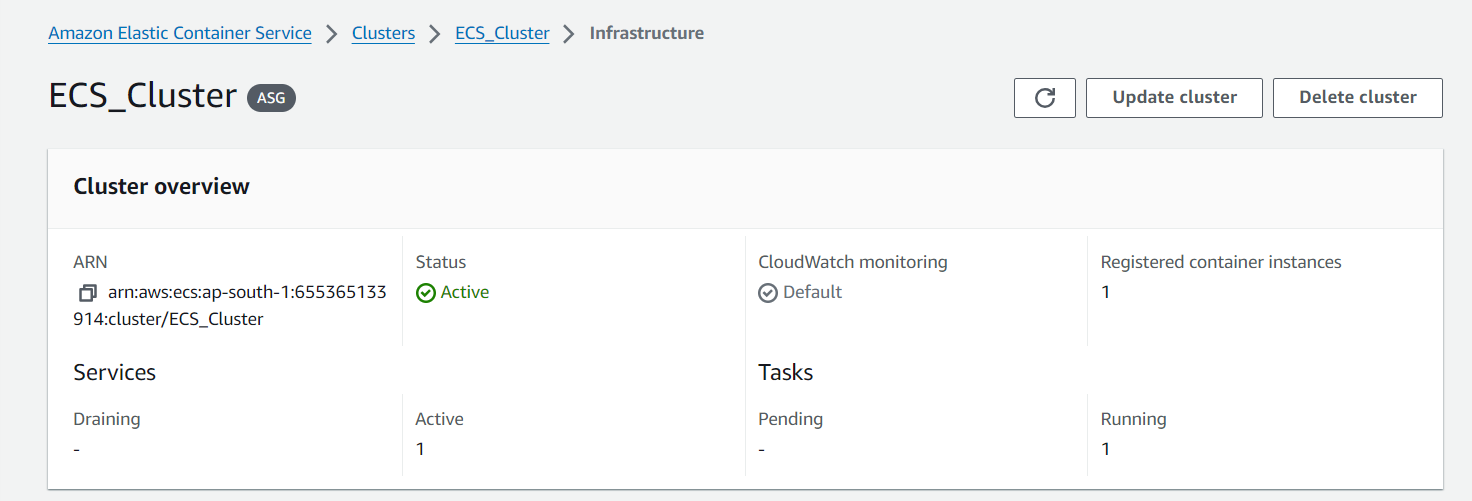 Amazon Elastic Container Service > Clusters > ECS_Cluster > Infrastructure
ECS_Cluster ASG
Update cluster Delete cluster
Cluster overview
ARN
arn:aws:ecs:ap-south-1:655365133
914:cluster/ECS_Cluster
Status
Active
CloudWatch monitoring
Default
Registered container instances
1
Services
Draining
-
Active
1
Tasks
Pending
-
Running
1